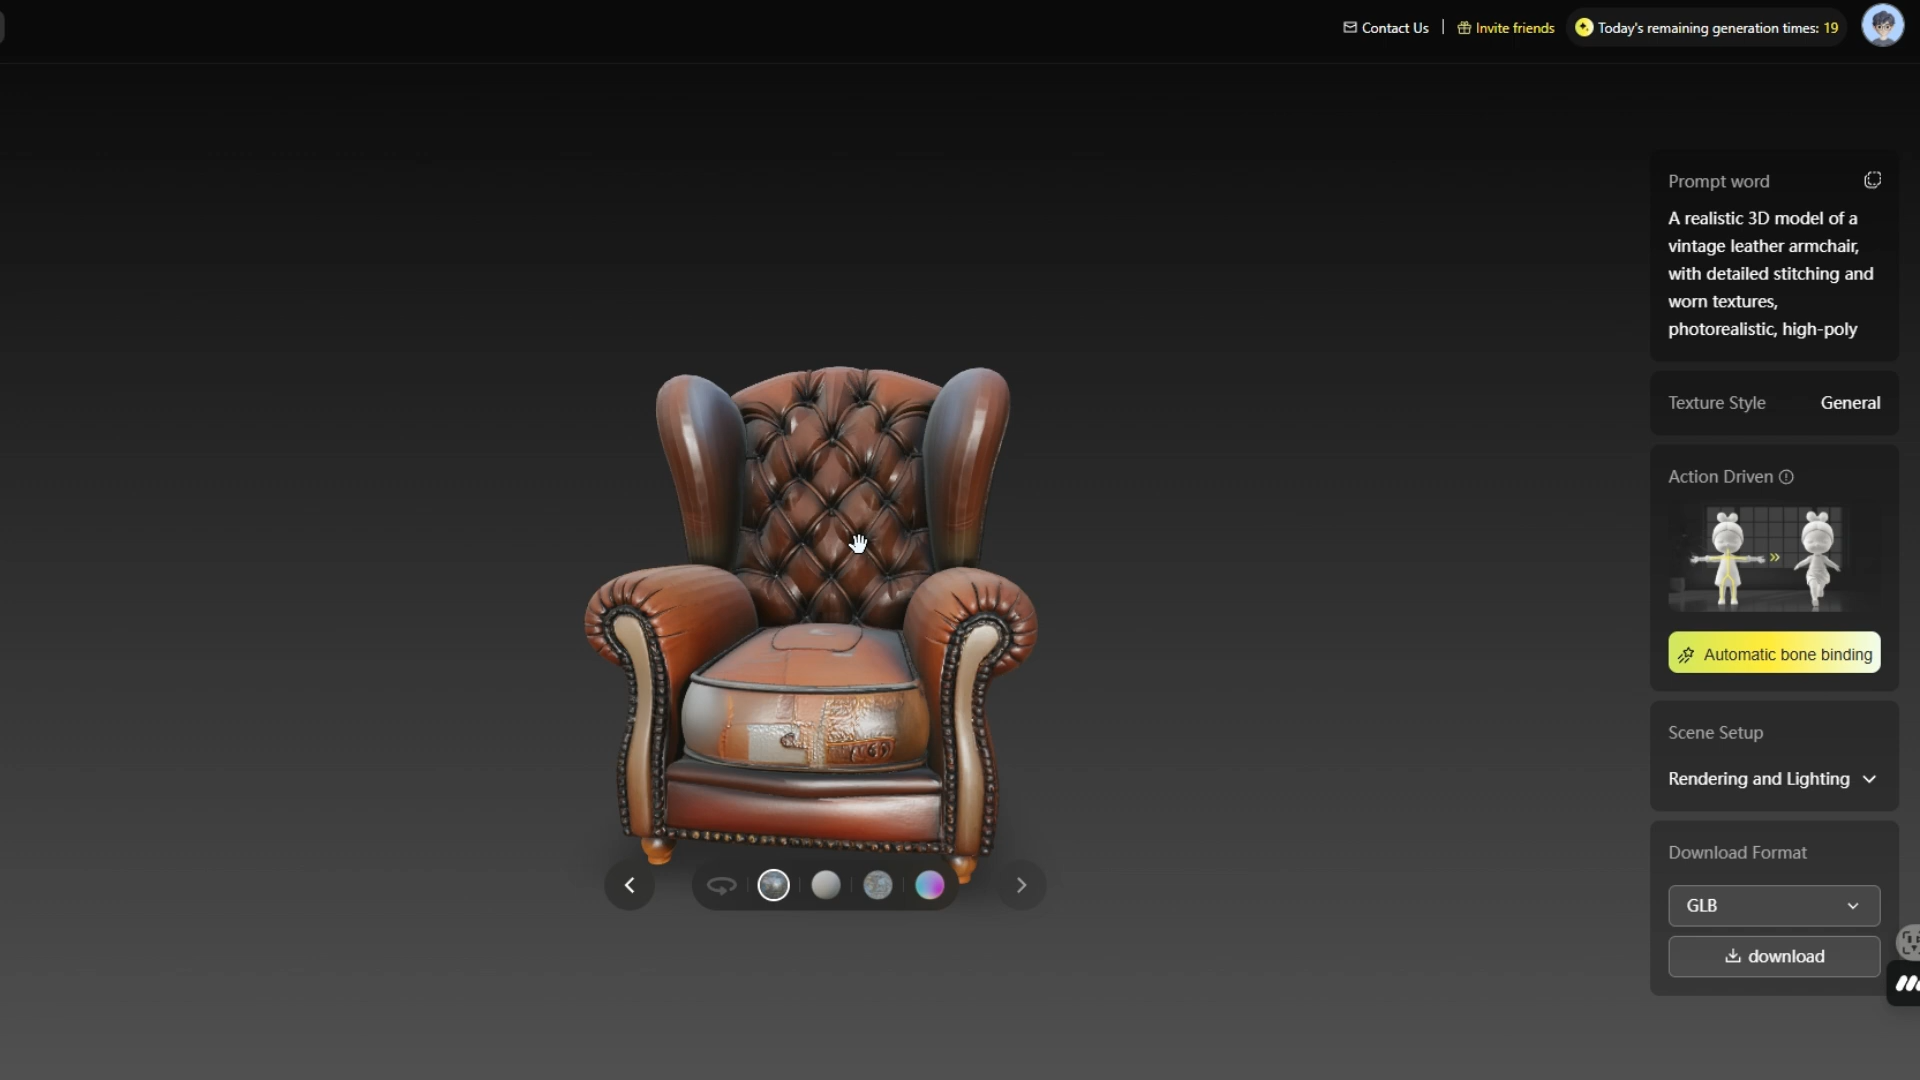 Contact Us
Invite friends
Today's remaining generation times: 19
Prompt word
A realistic 3D model of a
vintage leather armchair,
with detailed stitching and
worn textures,
photorealistic, high-poly
Texture Style General
Action Driven
Automatic bone binding
Scene Setup
Rendering and Lighting
Download Format
GLB
download